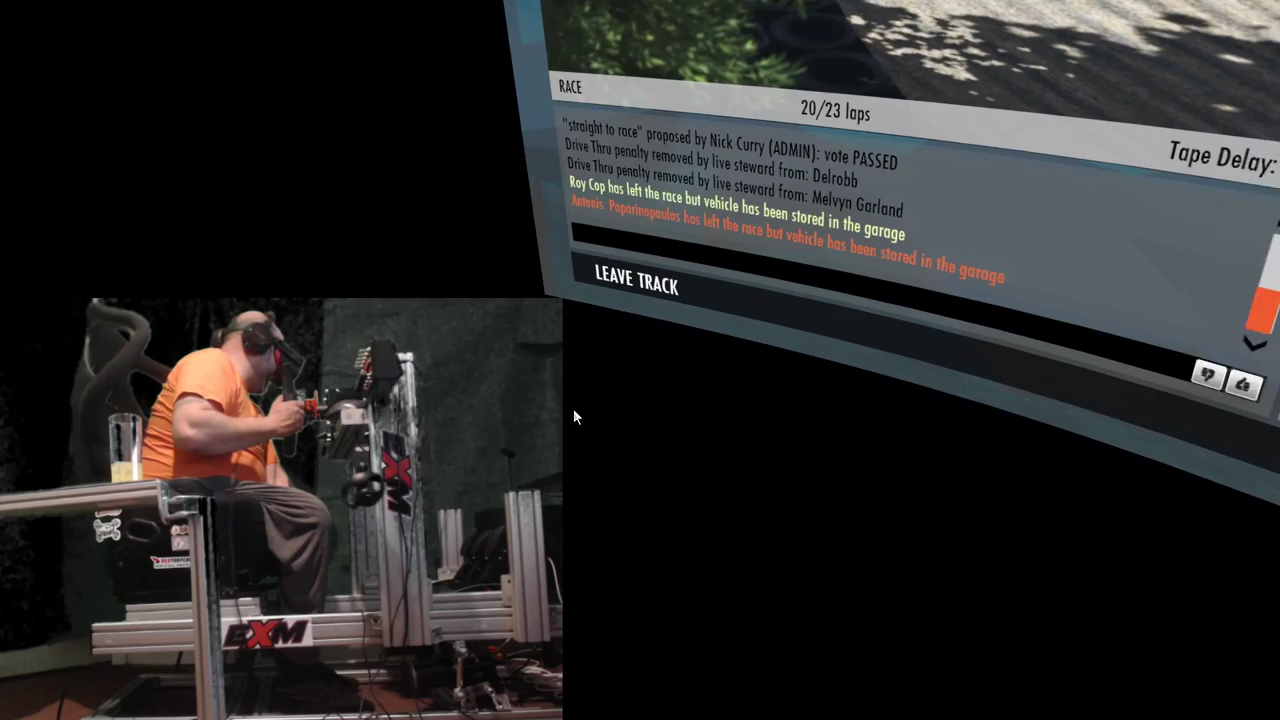 RACE
20/23 laps
Tape Delay:
"straight to race" proposed by Nick Curry (ADMIN): vote PASSED
Drive Thru penalty removed by live steward from: Delrobb
Drive Thru penalty removed by live steward from: Melvyn Garland
Roy Cop has left the race but vehicle has been stored in the garage
Antonis Paparinopoulos has left the race but vehicle has been stored in the garage
LEAVE TRACK
EXM
EXM